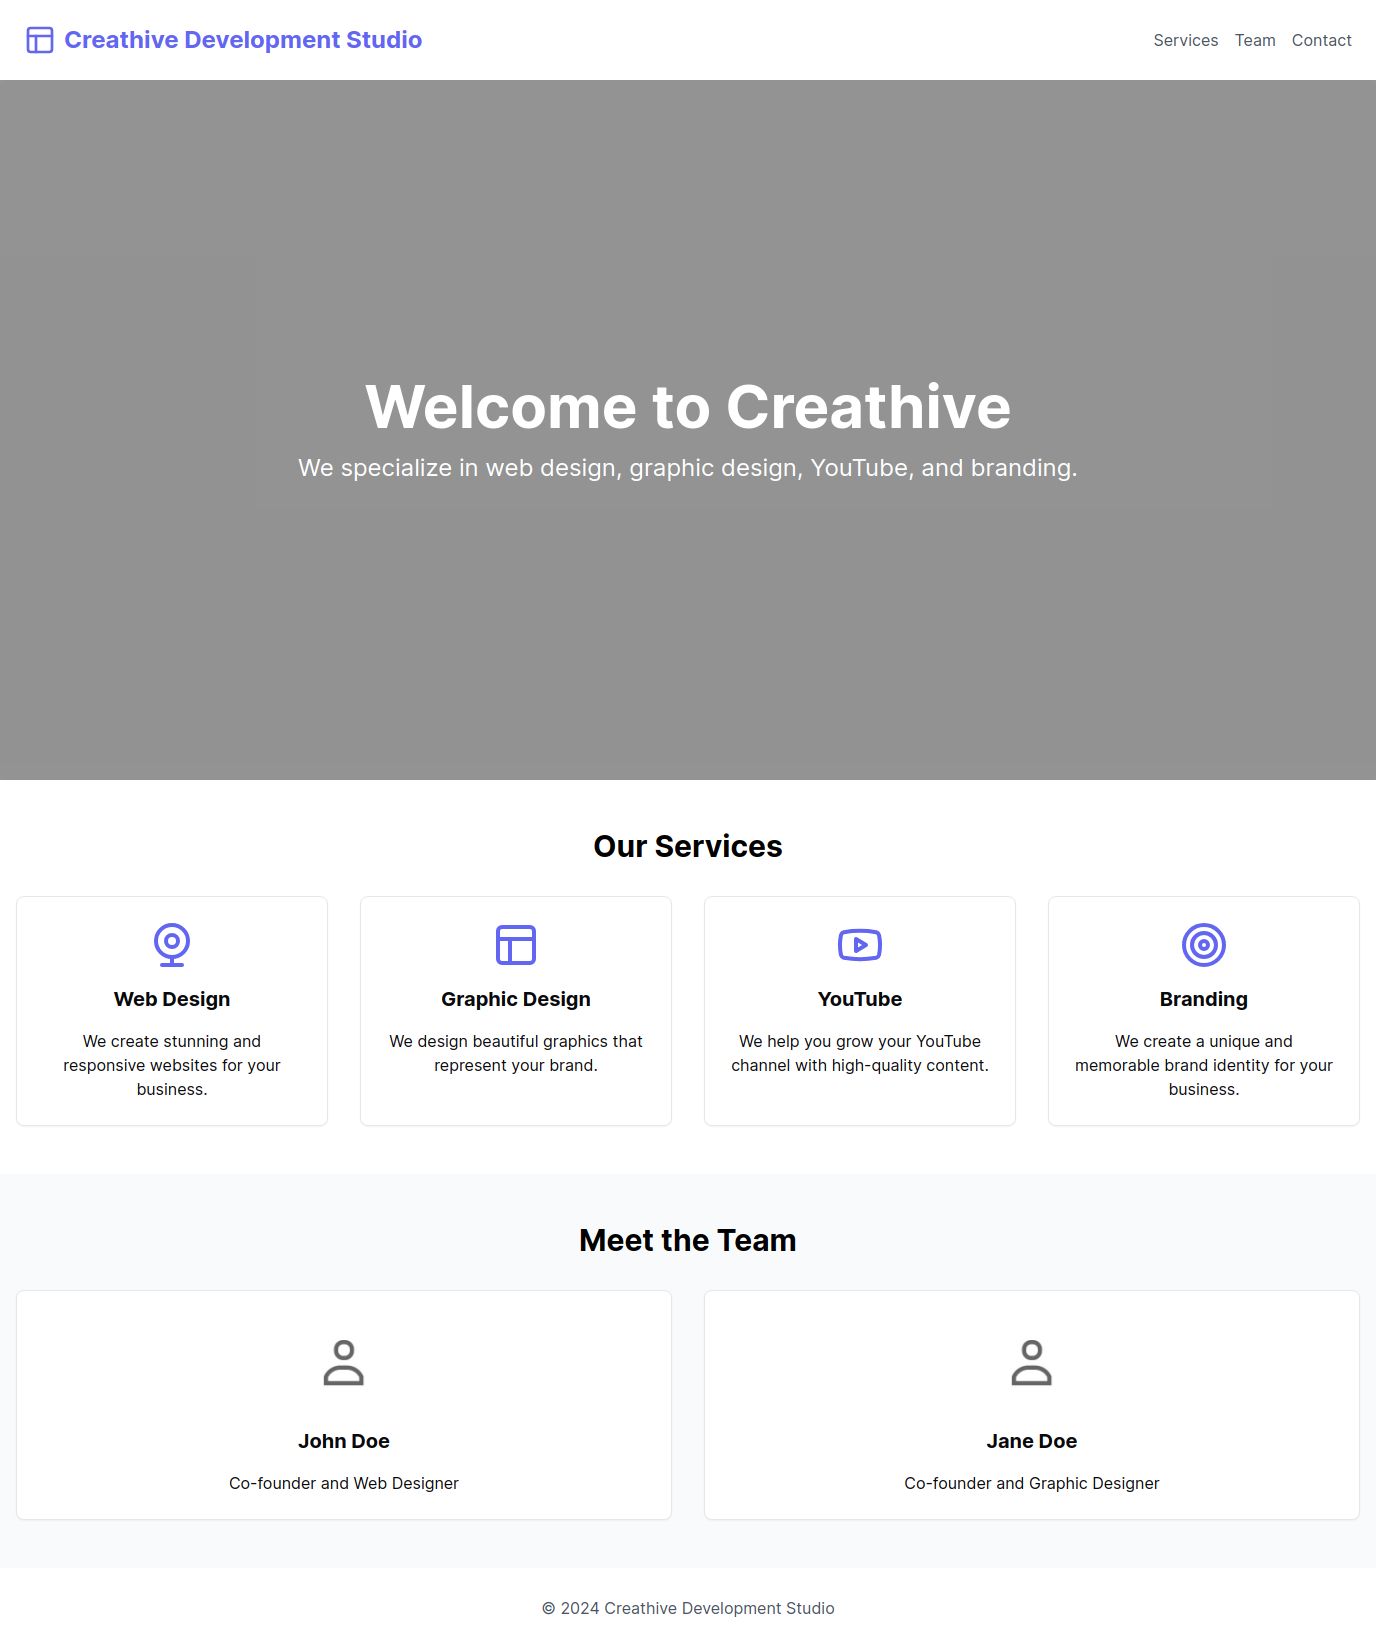 Creathive Development Studio
Services Team Contact
Welcome to Creathive
We specialize in web design, graphic design, YouTube, and branding.
Our Services
Web Design
We create stunning and
responsive websites for your
business.
Graphic Design
We design beautiful graphics that
represent your brand.
YouTube
We help you grow your YouTube
channel with high-quality content.
Branding
We create a unique and
memorable brand identity for your
business.
Meet the Team
John Doe
Co-founder and Web Designer
Jane Doe
Co-founder and Graphic Designer
© 2024 Creathive Development Studio